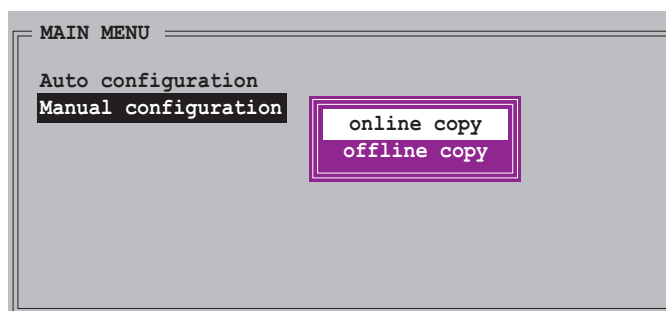 MAIN MENU
Auto configuration
Manual configuration
online copy
offline copy